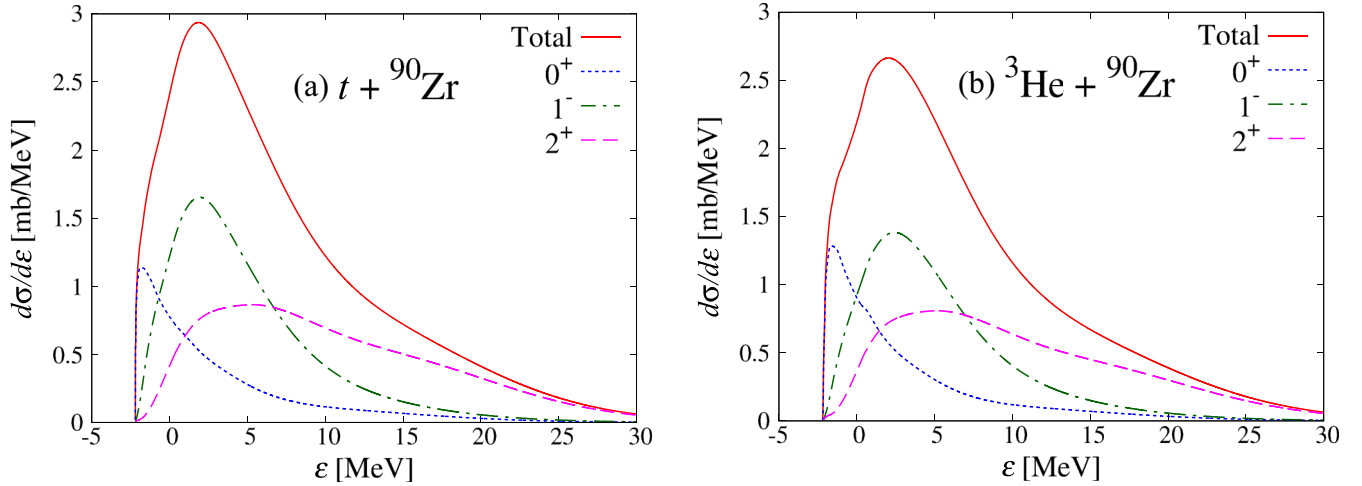 3
2.5
2
1.5
1
0.5
0
-5 0 5 10 15 20 25 30
dσ/dε [mb/MeV]
ε [MeV]
(a) t + ⁹⁰Zr
Total
0⁺
1⁻
2⁺
3
2.5
2
1.5
1
0.5
0
-5 0 5 10 15 20 25 30
dσ/dε [mb/MeV]
ε [MeV]
(b) ³He + ⁹⁰Zr
Total
0⁺
1⁻
2⁺